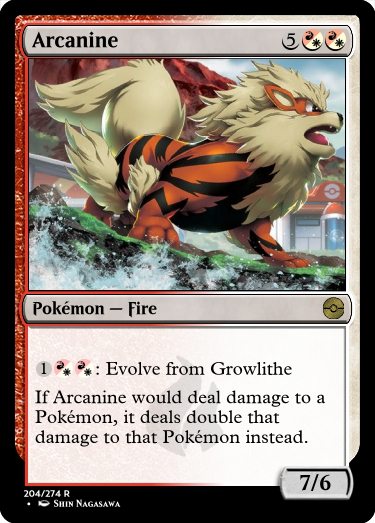 Arcanine 5
Pokémon — Fire
1 : Evolve from Growlithe
If Arcanine would deal damage to a
Pokémon, it deals double that
damage to that Pokémon instead.
7/6
204/274 R
• Shin Nagasawa